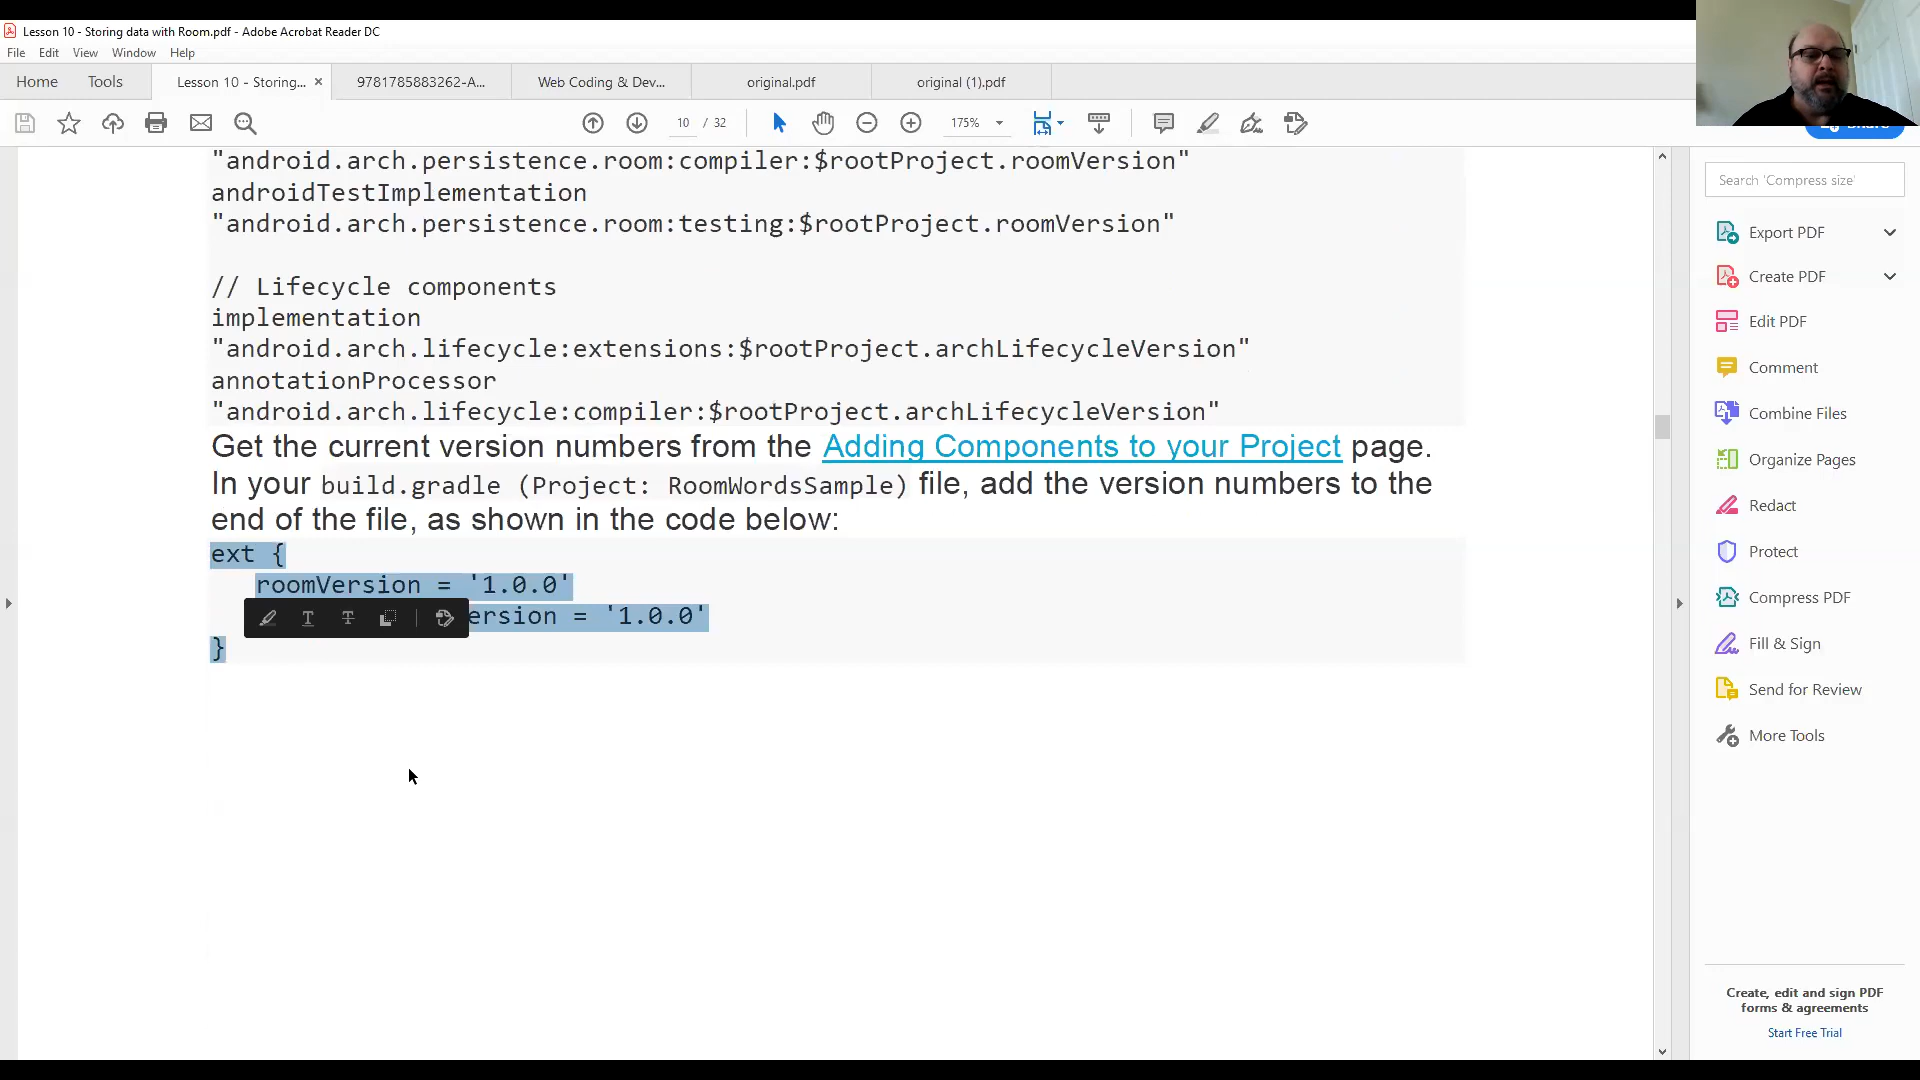 Lesson 10 - Storing data with Room.pdf - Adobe Acrobat Reader DC
File Edit View Window Help
Home Tools Lesson 10 - Storing... × 9781785883262-A... Web Coding & Dev... original.pdf original (1).pdf
10 / 32 175%
"android.arch.persistence.room:compiler:$rootProject.roomVersion"
androidTestImplementation
"android.arch.persistence.room:testing:$rootProject.roomVersion"
// Lifecycle components
implementation
"android.arch.lifecycle:extensions:$rootProject.archLifecycleVersion"
annotationProcessor
"android.arch.lifecycle:compiler:$rootProject.archLifecycleVersion"
Get the current version numbers from the Adding Components to your Project page.
In your build.gradle (Project: RoomWordsSample) file, add the version numbers to the
end of the file, as shown in the code below:
ext {
roomVersion = '1.0.0'
ersion = '1.0.0'
}
Search 'Compress size'
Export PDF
Create PDF
Edit PDF
Comment
Combine Files
Organize Pages
Redact
Protect
Compress PDF
Fill & Sign
Send for Review
More Tools
Create, edit and sign PDF
forms & agreements
Start Free Trial